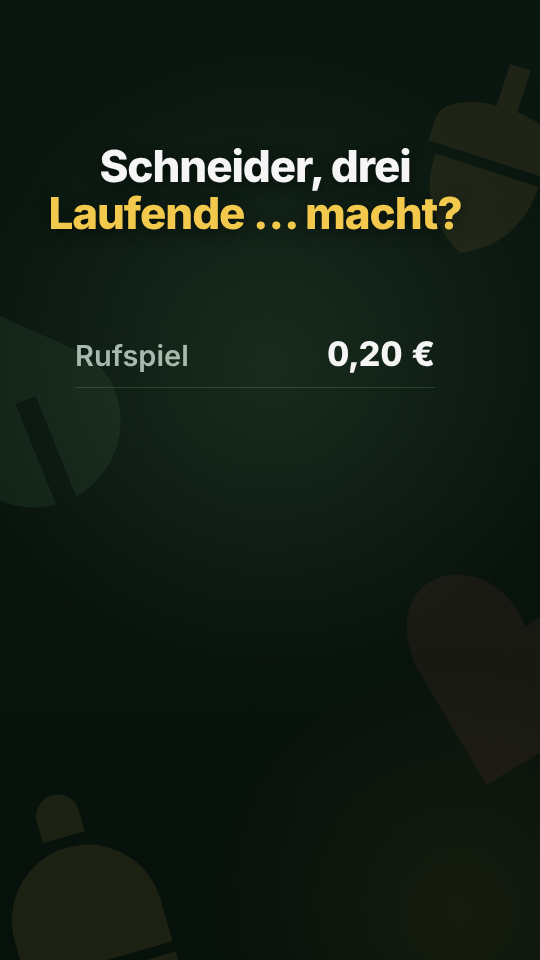 Schneider, drei
Laufende … macht?
Rufspiel 0,20 €